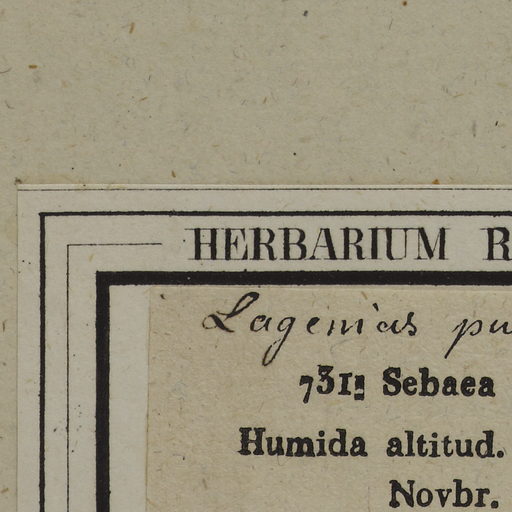 HERBARIUM R
Lagenias pu
731: Sebaea
Humida altitud.
Novbr.